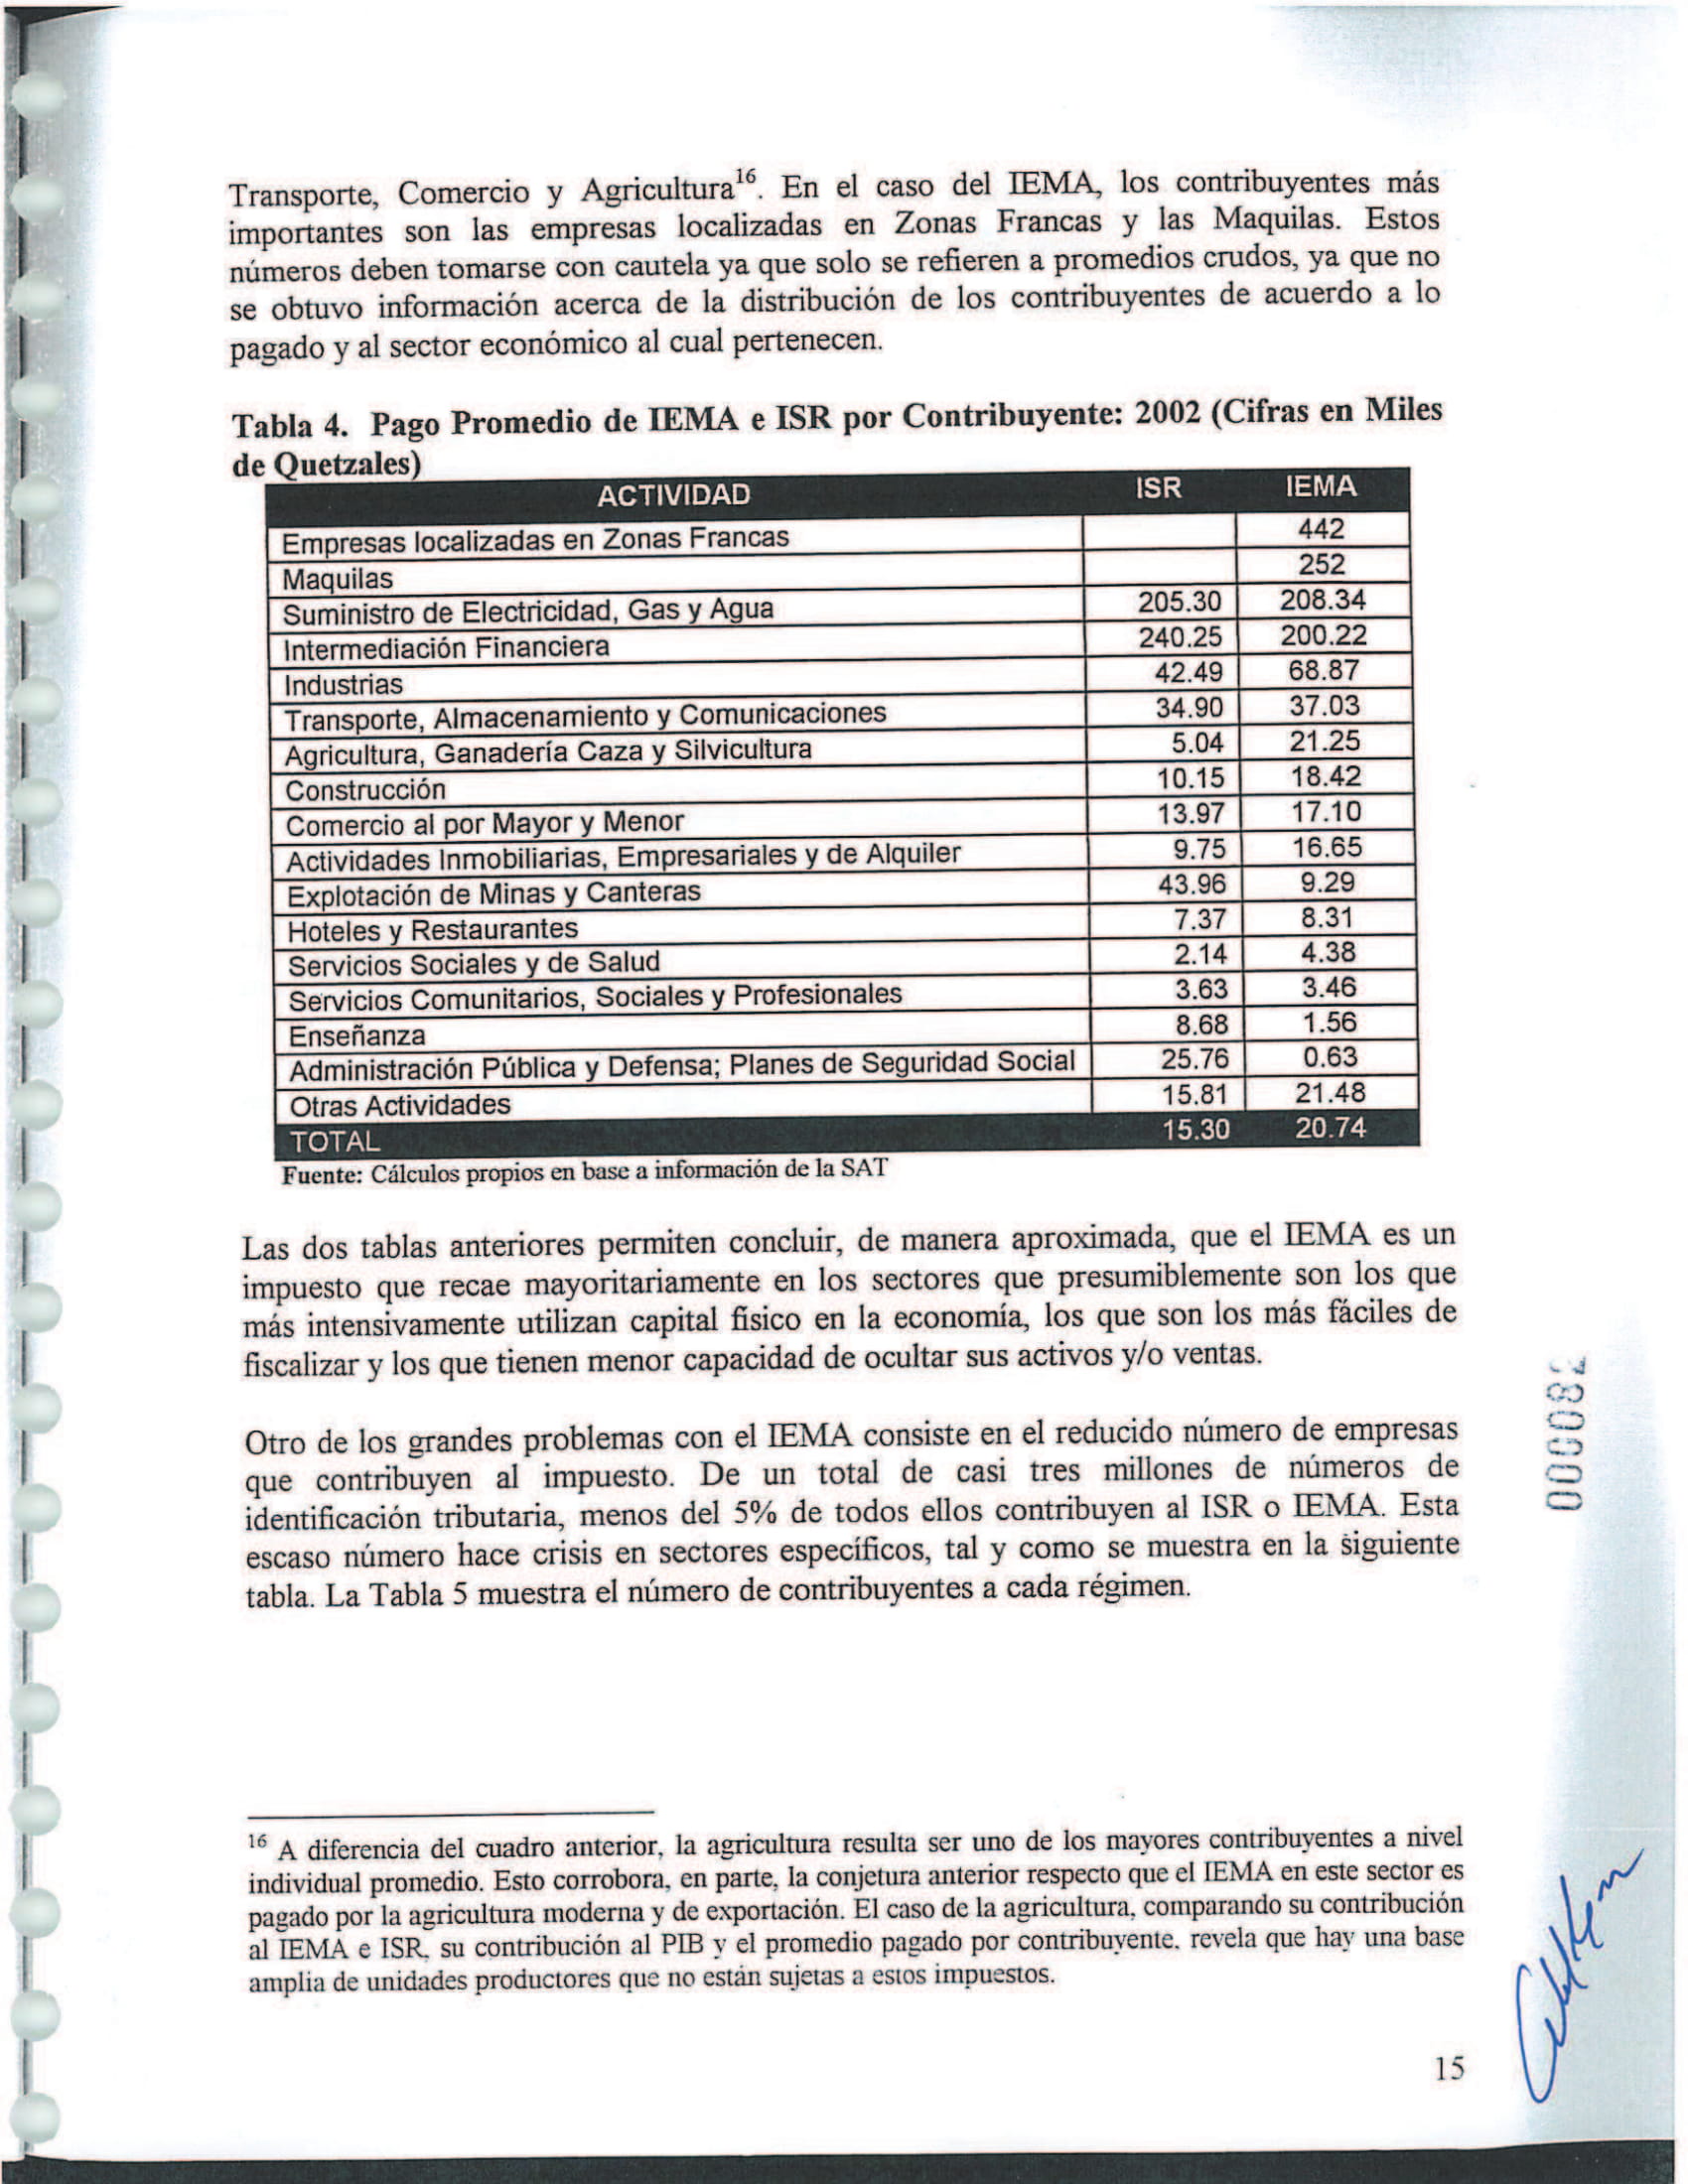 Transporte, Comercio y Agricultura16. En el caso del IEMA, los contribuyentes más
importantes son las empresas localizadas en Zonas Francas y las Maquilas. Estos
números deben tomarse con cautela ya que solo se refieren a promedios crudos, ya que no
se obtuvo información acerca de la distribución de los contribuyentes de acuerdo a lo
pagado y al sector económico al cual pertenecen.
Tabla 4. Pago Promedio de IEMA e ISR por Contribuyente: 2002 (Cifras en Miles
de Quetzales)
ACTIVIDAD ISR IEMA
Empresas localizadas en Zonas Francas 442
Maquilas 252
Suministro de Electricidad, Gas y Agua 205.30 208.34
Intermediación Financiera 240.25 200.22
Industrias 42.49 68.87
Transporte, Almacenamiento y Comunicaciones 34.90 37.03
Agricultura, Ganadería Caza y Silvicultura 5.04 21.25
Construcción 10.15 18.42
Comercio al por Mayor y Menor 13.97 17.10
Actividades Inmobiliarias, Empresariales y de Alquiler 9.75 16.65
Explotación de Minas y Canteras 43.96 9.29
Hoteles y Restaurantes 7.37 8.31
Servicios Sociales y de Salud 2.14 4.38
Servicios Comunitarios, Sociales y Profesionales 3.63 3.46
Enseñanza 8.68 1.56
Administración Pública y Defensa; Planes de Seguridad Social 25.76 0.63
Otras Actividades 15.81 21.48
TOTAL 15.30 20.74
Fuente: Cálculos propios en base a información de la SAT
Las dos tablas anteriores permiten concluir, de manera aproximada, que el IEMA es un
impuesto que recae mayoritariamente en los sectores que presumiblemente son los que
más intensivamente utilizan capital físico en la economía, los que son los más fáciles de
fiscalizar y los que tienen menor capacidad de ocultar sus activos y/o ventas.
Otro de los grandes problemas con el IEMA consiste en el reducido número de empresas
que contribuyen al impuesto. De un total de casi tres millones de números de
identificación tributaria, menos del 5% de todos ellos contribuyen al ISR o IEMA. Esta
escaso número hace crisis en sectores específicos, tal y como se muestra en la siguiente
tabla. La Tabla 5 muestra el número de contribuyentes a cada régimen.
000082
16 A diferencia del cuadro anterior, la agricultura resulta ser uno de los mayores contribuyentes a nivel
individual promedio. Esto corrobora, en parte, la conjetura anterior respecto que el IEMA en este sector es
pagado por la agricultura moderna y de exportación. El caso de la agricultura, comparando su contribución
al IEMA e ISR, su contribución al PIB y el promedio pagado por contribuyente, revela que hay una base
amplia de unidades productores que no están sujetas a estos impuestos.
15